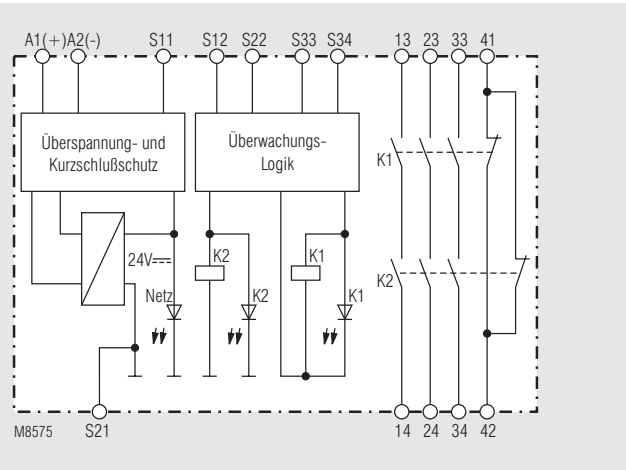 A1(+) A2(-) S11 S12 S22 S33 S34 13 23 33 41
Überspannung- und
Kurzschlußschutz
Überwachungs-
Logik
K1
24V
K2
K1
K2
Netz
K2
K1
M8575 S21 14 24 34 42